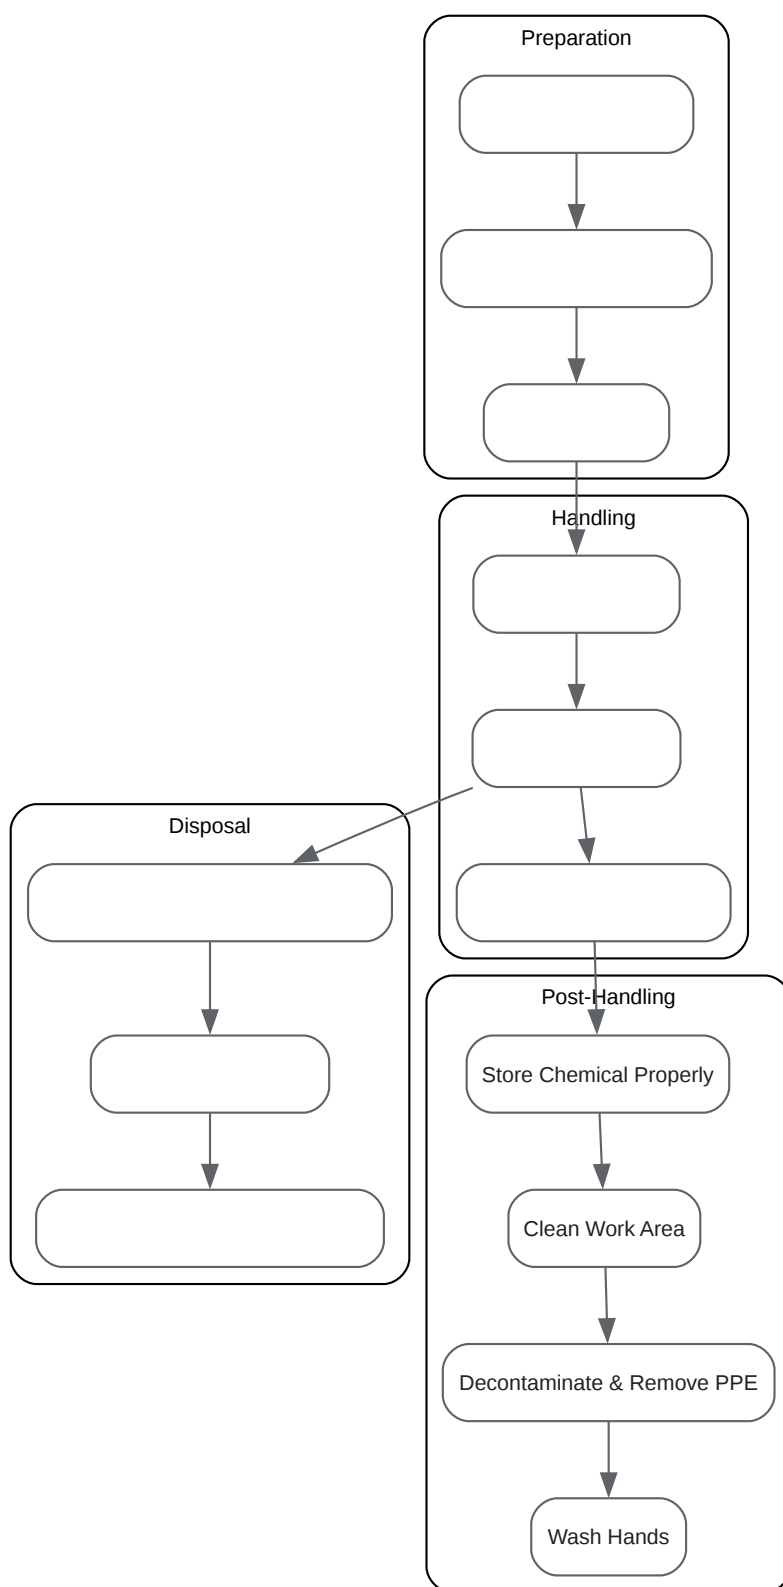 Preparation
Handling
Disposal
Post-Handling
Store Chemical Properly
Clean Work Area
Decontaminate & Remove PPE
Wash Hands